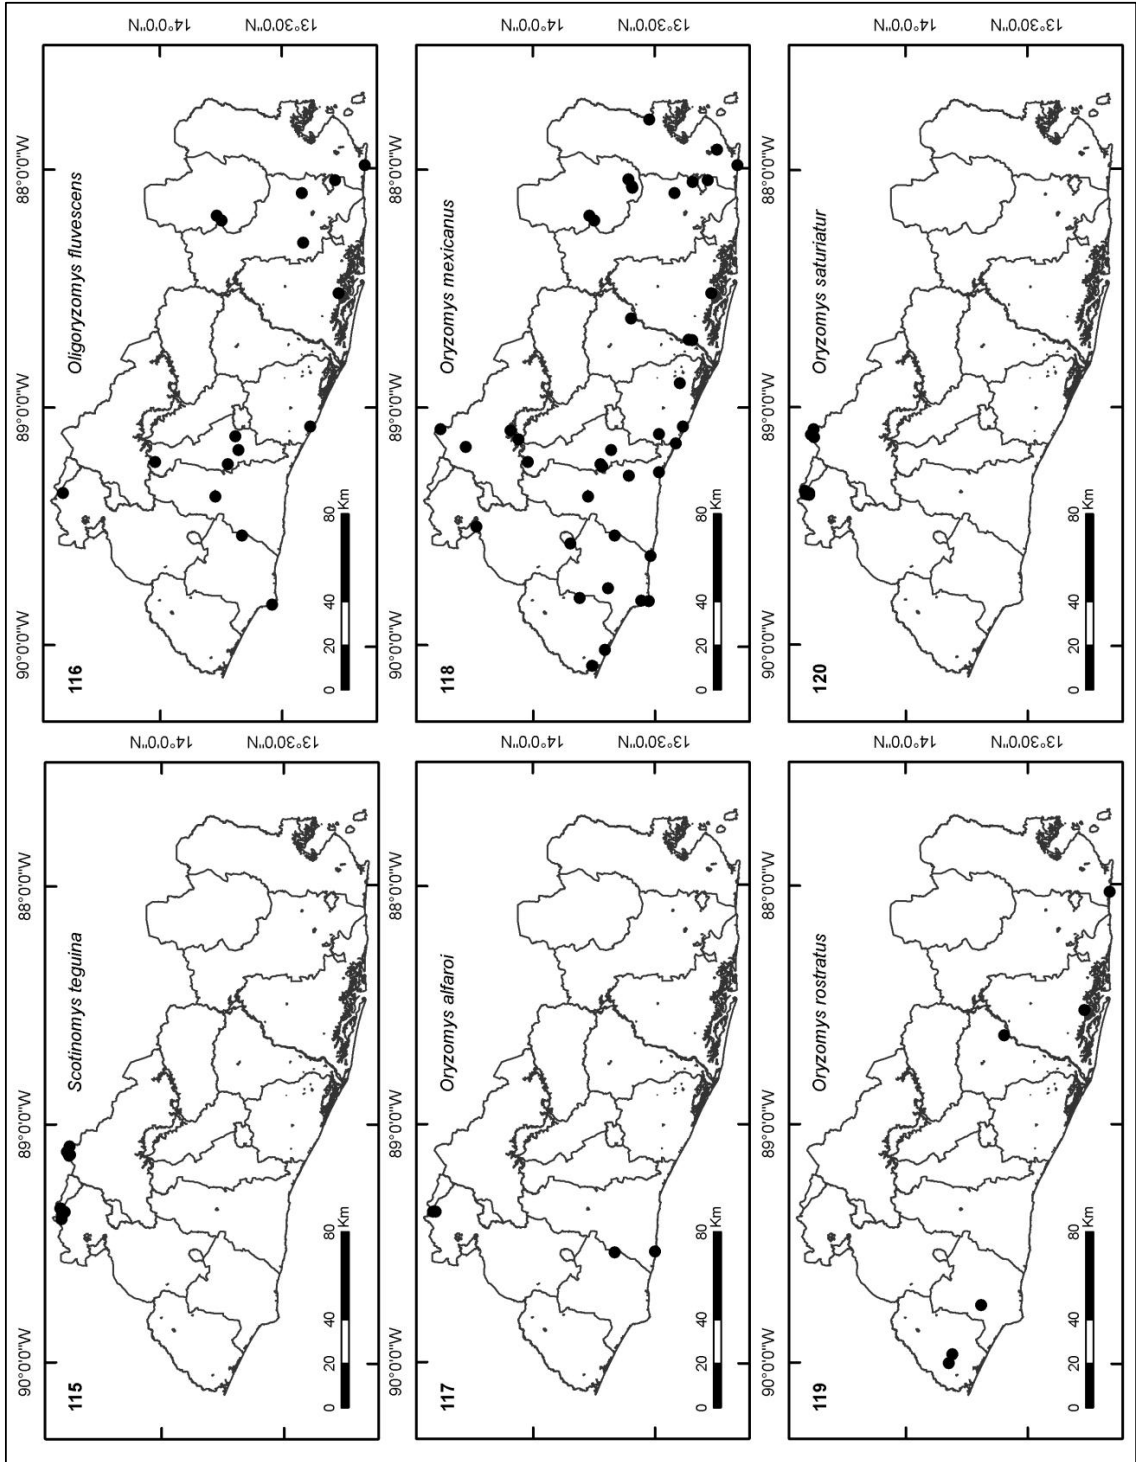 90°0'0"W 89°0'0"W 88°0'0"W
115
Scotinomys teguina
14°0'0"N
13°30'0"N
0 20 40 80 Km
90°0'0"W 89°0'0"W 88°0'0"W
116
Oligoryzomys fluvescens
14°0'0"N
13°30'0"N
0 20 40 80 Km
90°0'0"W 89°0'0"W 88°0'0"W
117
Oryzomys alfaroi
14°0'0"N
13°30'0"N
0 20 40 80 Km
90°0'0"W 89°0'0"W 88°0'0"W
118
Oryzomys mexicanus
14°0'0"N
13°30'0"N
0 20 40 80 Km
90°0'0"W 89°0'0"W 88°0'0"W
119
Oryzomys rostratus
14°0'0"N
13°30'0"N
0 20 40 80 Km
90°0'0"W 89°0'0"W 88°0'0"W
120
Oryzomys saturiatur
14°0'0"N
13°30'0"N
0 20 40 80 Km